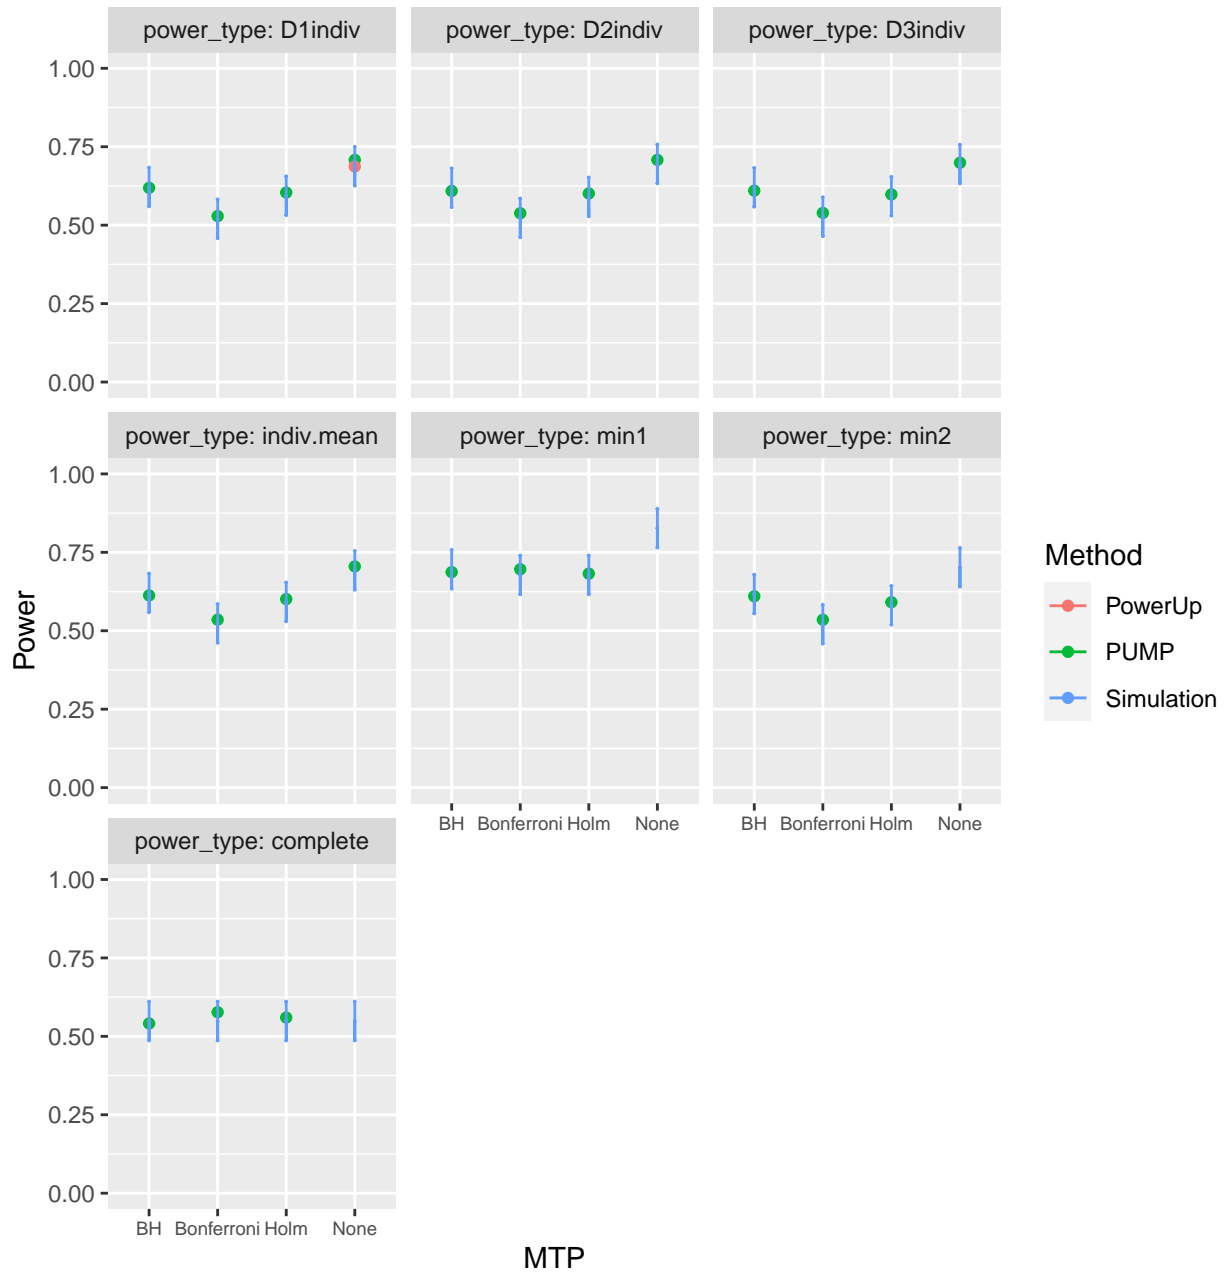 power_type: D1indiv power_type: D2indiv power_type: D3indiv
1.00
0.75
0.50
0.25
0.00
power_type: indiv.mean power_type: min1 power_type: min2
1.00
0.75
0.50
0.25
0.00
BH Bonferroni Holm None BH Bonferroni Holm None
power_type: complete
1.00
0.75
0.50
0.25
0.00
BH Bonferroni Holm None
MTP
Power
Method
PowerUp
PUMP
Simulation